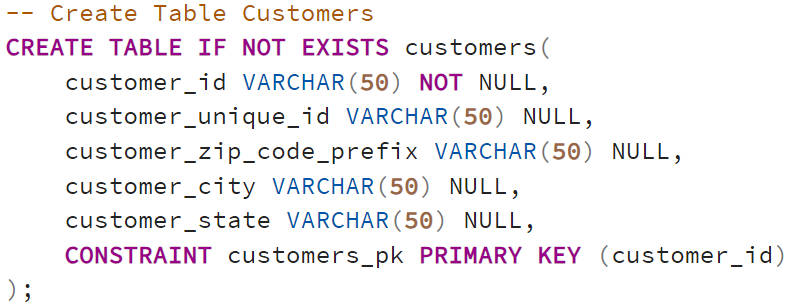 -- Create Table Customers
CREATE TABLE IF NOT EXISTS customers(
    customer_id VARCHAR(50) NOT NULL,
    customer_unique_id VARCHAR(50) NULL,
    customer_zip_code_prefix VARCHAR(50) NULL,
    customer_city VARCHAR(50) NULL,
    customer_state VARCHAR(50) NULL,
    CONSTRAINT customers_pk PRIMARY KEY (customer_id)
);